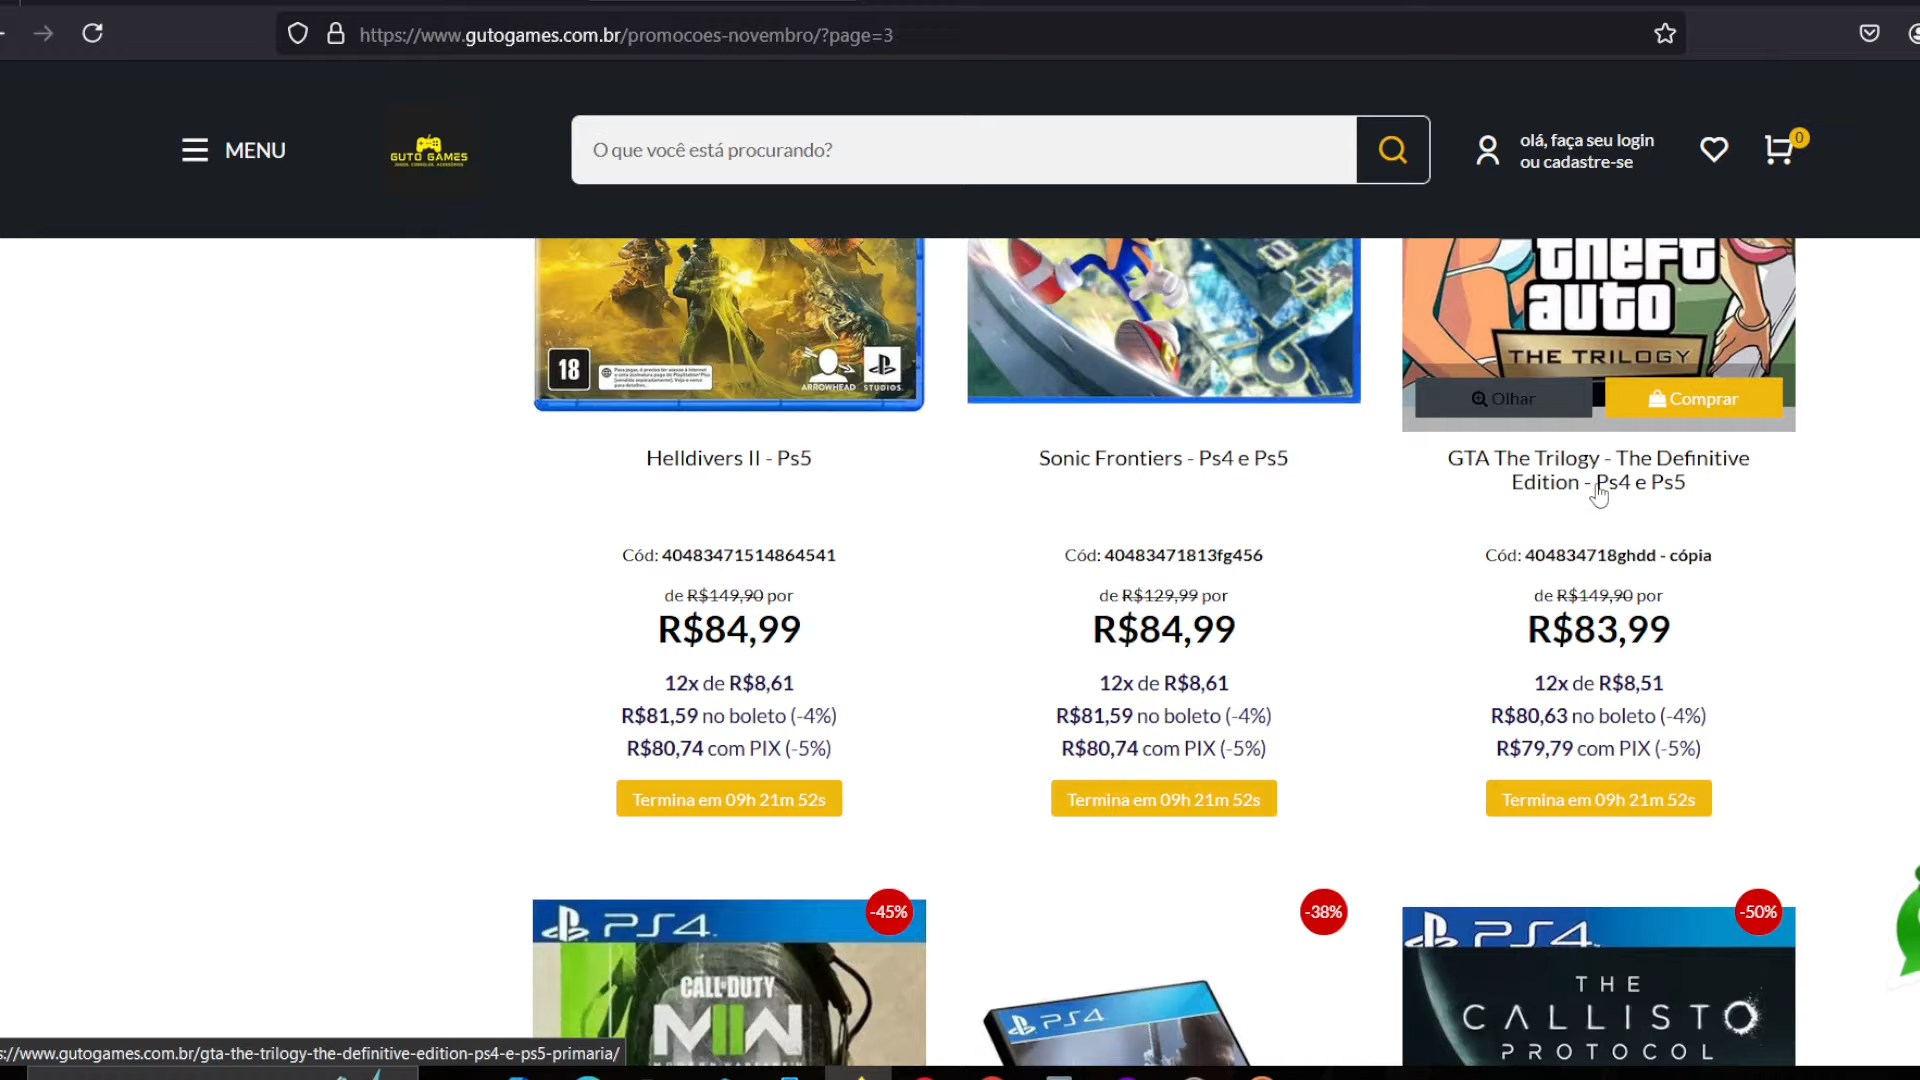 https://www.gutogames.com.br/promocoes-novembro/?page=3
MENU
GUTO GAMES
O que você está procurando?
olá, faça seu login
ou cadastre-se
0
18
ARROWHEAD
STUDIOS
theft
auto
THE TRILOGY
Olhar
Comprar
Helldivers II - Ps5
Sonic Frontiers - Ps4 e Ps5
GTA The Trilogy - The Definitive
Edition - Ps4 e Ps5
Cód: 40483471514864541
Cód: 40483471813fg456
Cód: 404834718ghdd - cópia
de R$149,90 por
de R$129,99 por
de R$149,90 por
R$84,99
R$84,99
R$83,99
12x de R$8,61
12x de R$8,61
12x de R$8,51
R$81,59 no boleto (-4%)
R$81,59 no boleto (-4%)
R$80,63 no boleto (-4%)
R$80,74 com PIX (-5%)
R$80,74 com PIX (-5%)
R$79,79 com PIX (-5%)
Termina em 09h 21m 52s
Termina em 09h 21m 52s
Termina em 09h 21m 52s
-45%
-38%
-50%
PS4
PS4
PS4
CALL OF DUTY
MWII
THE
CALLISTO
PROTOCOL
s://www.gutogames.com.br/gta-the-trilogy-the-definitive-edition-ps4-e-ps5-primaria/